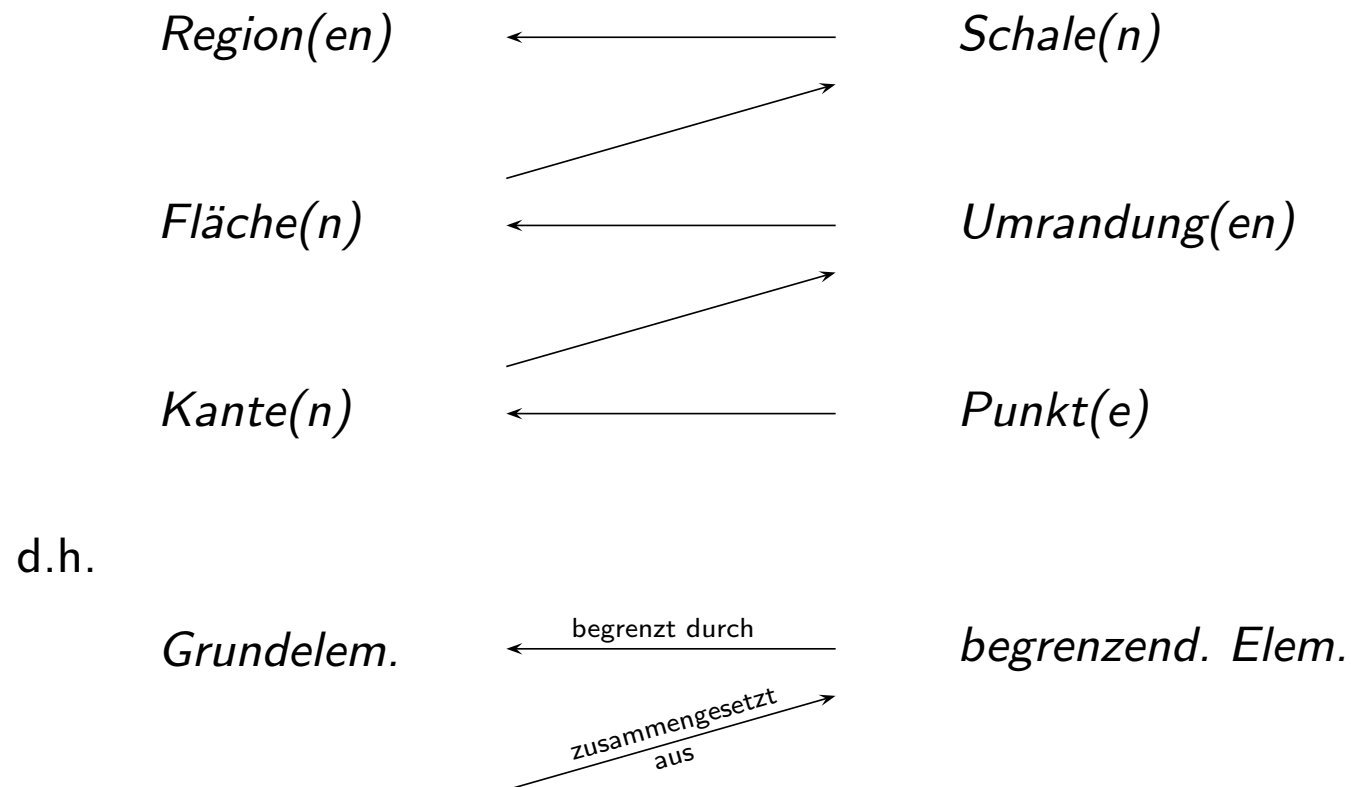 Region(en) Schale(n)
Fläche(n) Umrandung(en)
Kante(n) Punkt(e)
d.h.
Grundelem. begrenzt durch begrenzend. Elem.
zusammengesetzt
aus